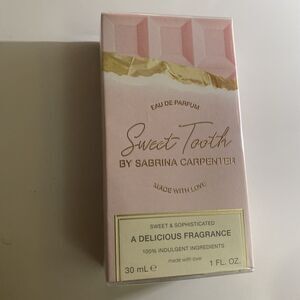 EAU DE PARFUM
Sweet Tooth
BY SABRINA CARPENTER
MADE WITH LOVE
SWEET & SOPHISTICATED
A DELICIOUS FRAGRANCE
100% INDULGENT INGREDIENTS
made with love
30 mL ℮ 1 FL. OZ.